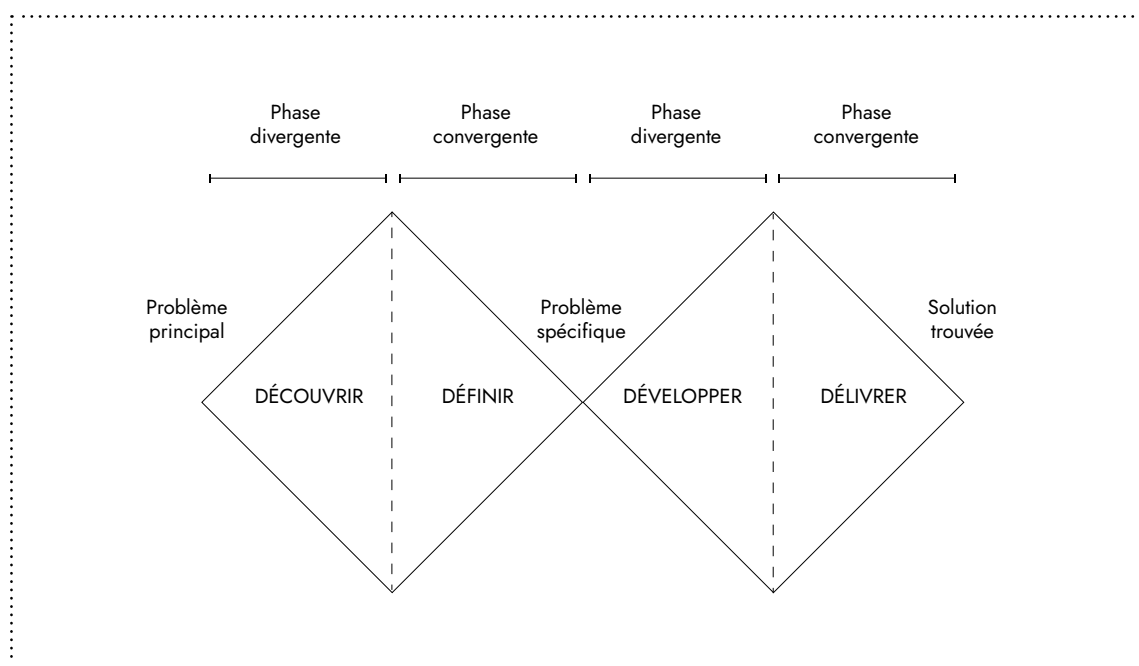 Phase
divergente
Phase
convergente
Phase
divergente
Phase
convergente
Problème
principal
Problème
spécifique
Solution
trouvée
DÉCOUVRIR
DÉFINIR
DÉVELOPPER
DÉLIVRER